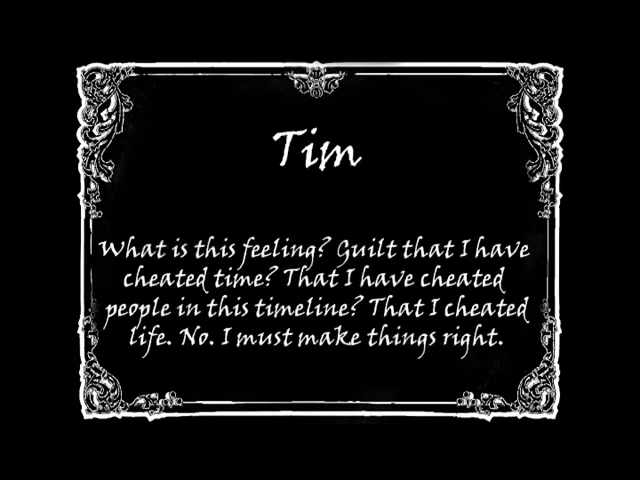 Tim
What is this feeling? Guilt that I have
cheated time? That I have cheated
people in this timeline? That I cheated
life. No. I must make things right.